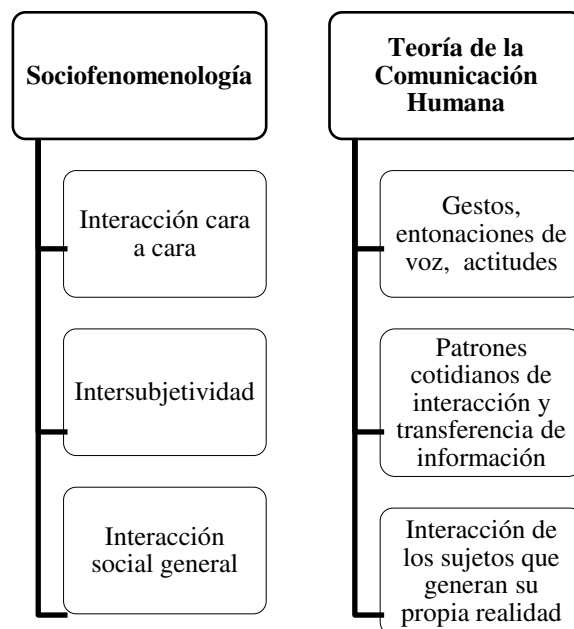 Sociofenomenología
Interacción cara
a cara
Intersubjetividad
Interacción
social general
Teoría de la
Comunicación
Humana
Gestos,
entonaciones de
voz, actitudes
Patrones
cotidianos de
interacción y
transferencia de
información
Interacción de
los sujetos que
generan su
propia realidad